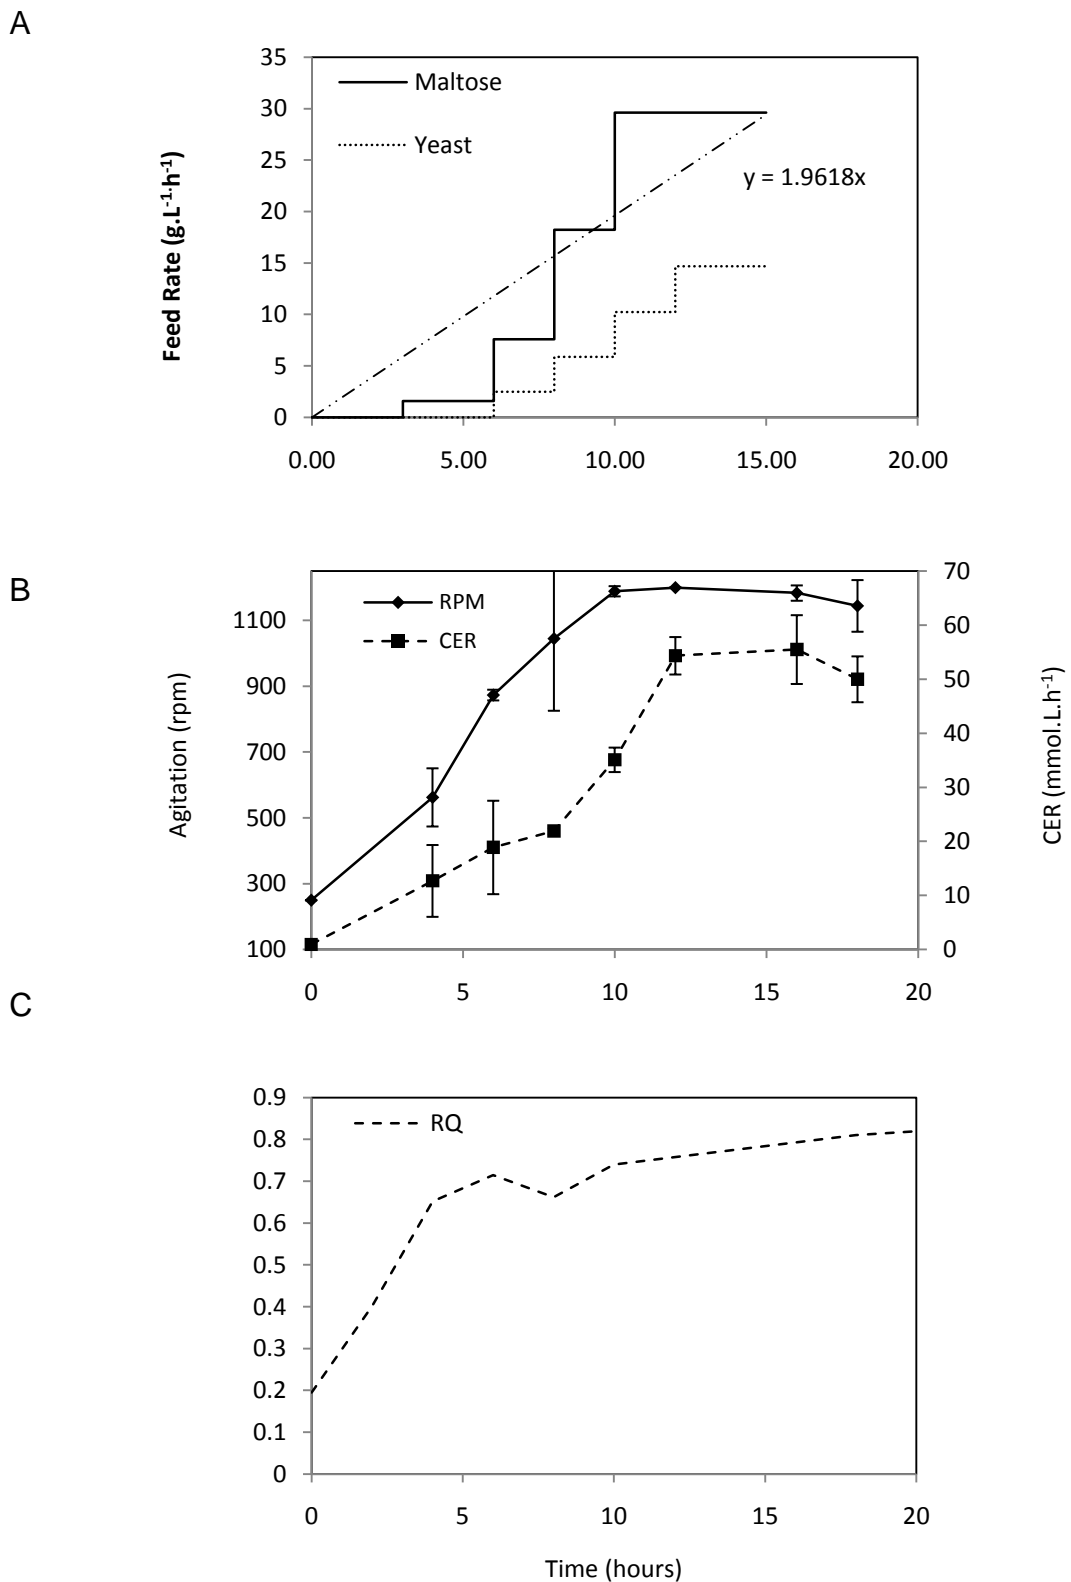 A
35
30
25
20
15
10
5
0
Feed Rate (g.L-1.h-1)
Maltose
Yeast
y = 1.9618x
0.00 5.00 10.00 15.00 20.00
B
1100
900
700
500
300
100
Agitation (rpm)
RPM
CER
70
60
50
40
30
20
10
0
CER (mmol.L.h-1)
0 5 10 15 20
C
0.9
0.8
0.7
0.6
0.5
0.4
0.3
0.2
0.1
0
RQ
0 5 10 15 20
Time (hours)